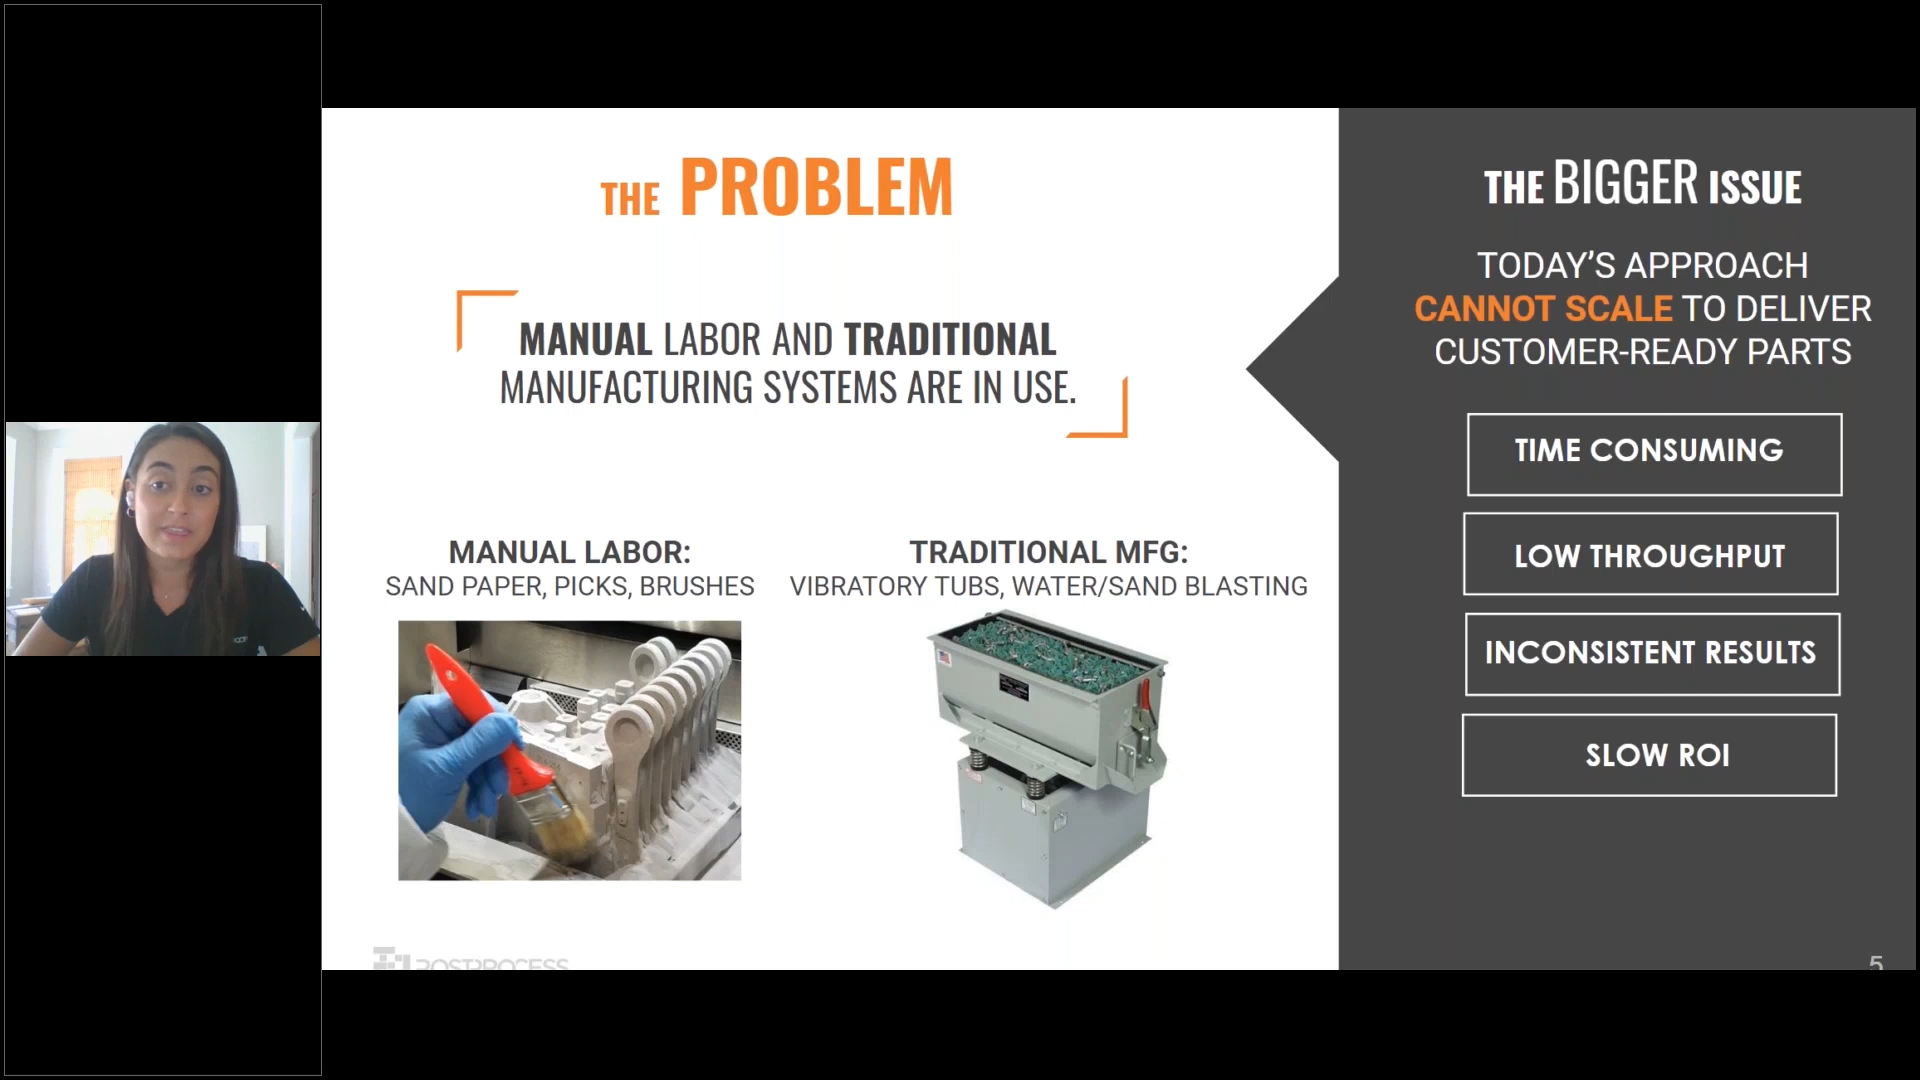 THE PROBLEM
MANUAL LABOR AND TRADITIONAL
MANUFACTURING SYSTEMS ARE IN USE.
MANUAL LABOR:
SAND PAPER, PICKS, BRUSHES
TRADITIONAL MFG:
VIBRATORY TUBS, WATER/SAND BLASTING
POSTPROCESS
THE BIGGER ISSUE
TODAY’S APPROACH
CANNOT SCALE TO DELIVER
CUSTOMER-READY PARTS
TIME CONSUMING
LOW THROUGHPUT
INCONSISTENT RESULTS
SLOW ROI
5